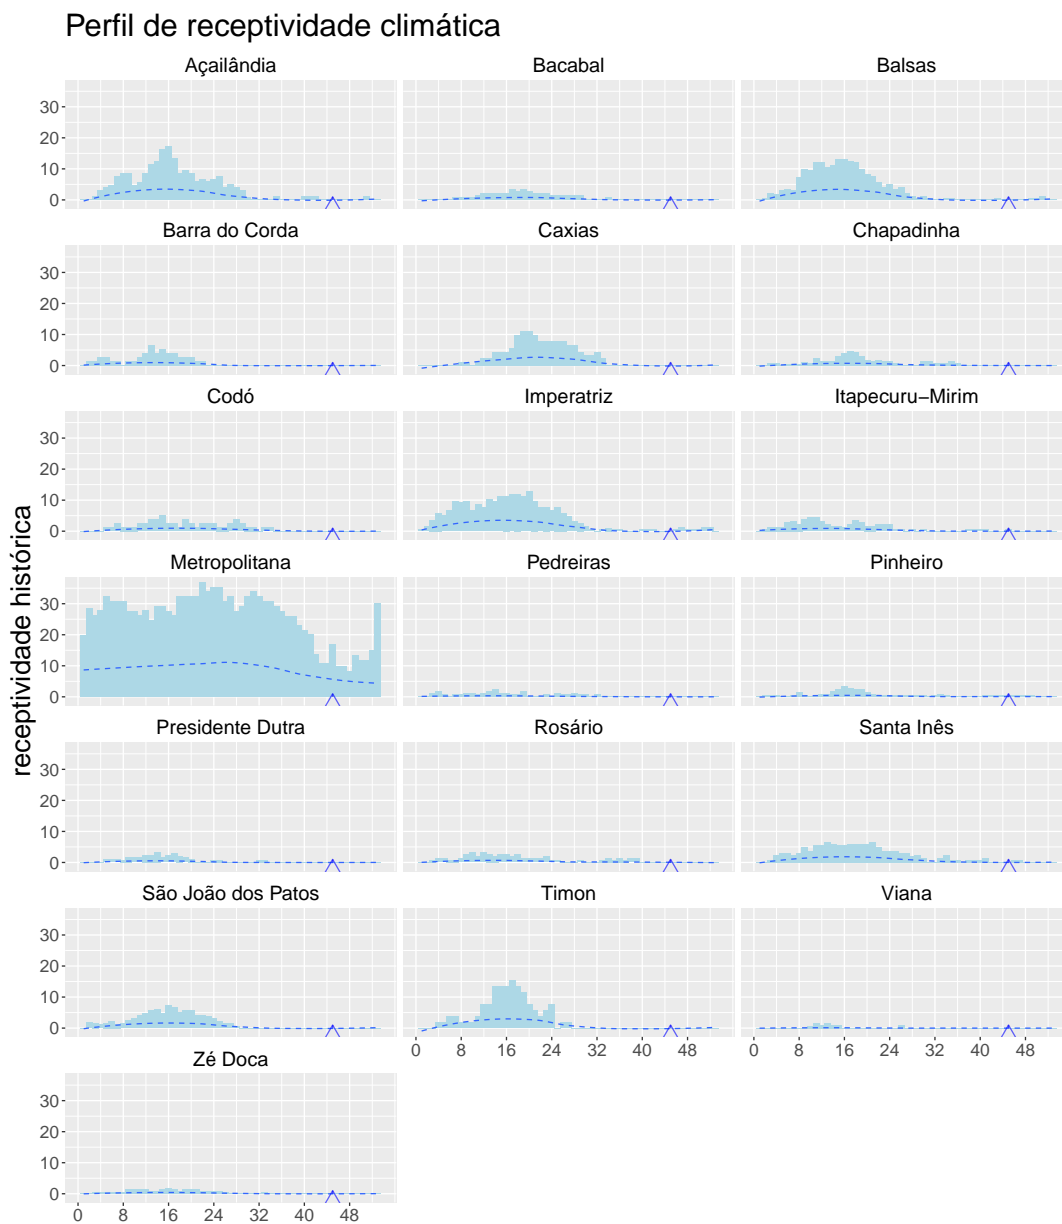 Perfil de receptividade climática
Açailândia Bacabal Balsas
30
20
10
0
Barra do Corda Caxias Chapadinha
30
20
10
0
Codó Imperatriz Itapecuru−Mirim
30
20
10
0
Metropolitana Pedreiras Pinheiro
30
20
10
0
receptividade histórica
Presidente Dutra Rosário Santa Inês
30
20
10
0
São João dos Patos Timon Viana
30
20
10
0
0 8 16 24 32 40 48 0 8 16 24 32 40 48
Zé Doca
30
20
10
0
0 8 16 24 32 40 48